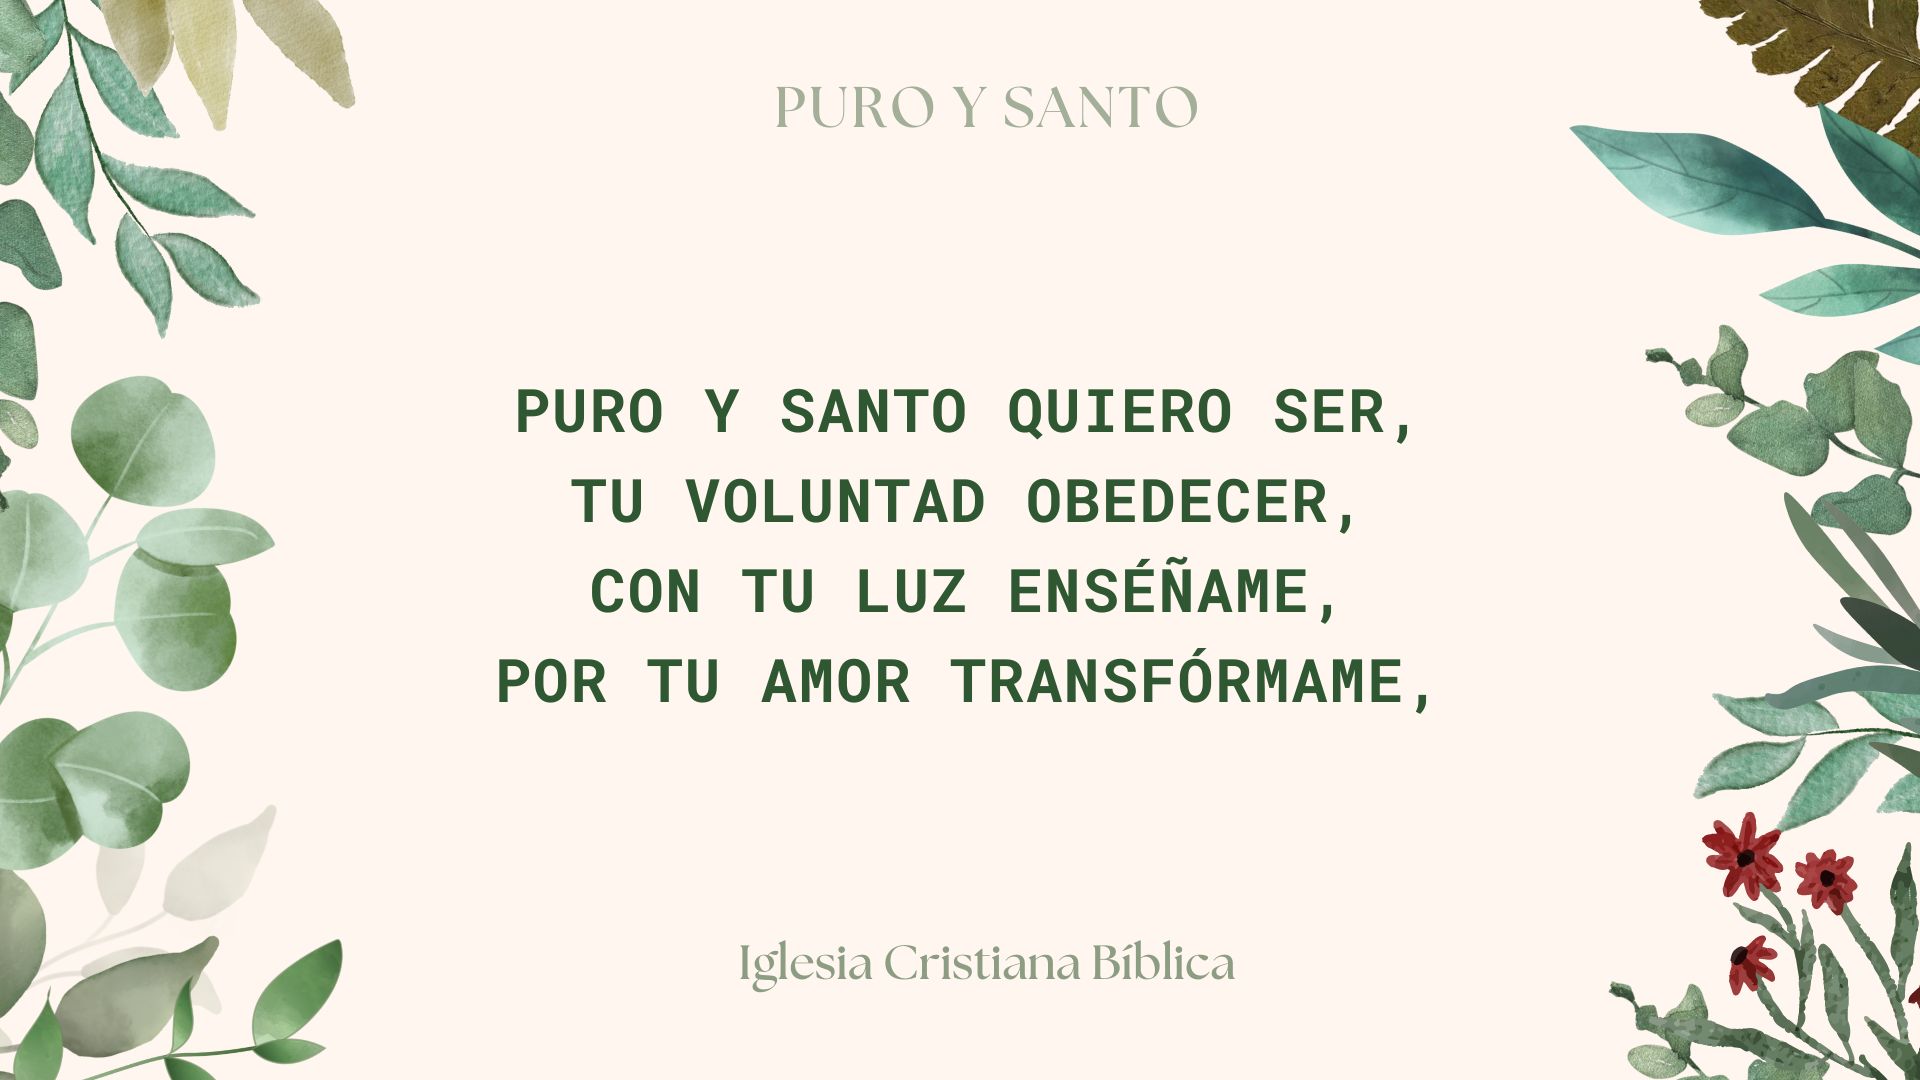 PURO Y SANTO
PURO Y SANTO QUIERO SER,
TU VOLUNTAD OBEDECER,
CON TU LUZ ENSÉÑAME,
POR TU AMOR TRANSFÓRMAME,
Iglesia Cristiana Bíblica